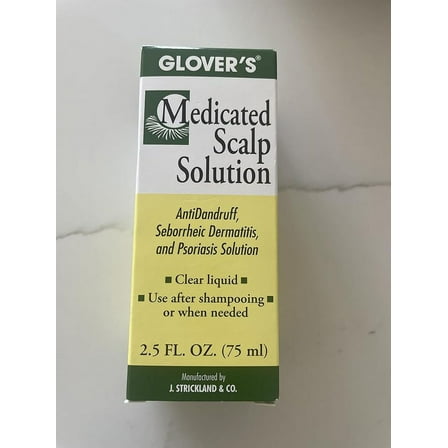 GLOVER'S®
Medicated
Scalp
Solution
AntiDandruff,
Seborrheic Dermatitis,
and Psoriasis Solution
■ Clear liquid ■
■ Use after shampooing ■
or when needed
2.5 FL. OZ. (75 ml)
Manufactured by
J. STRICKLAND & CO.